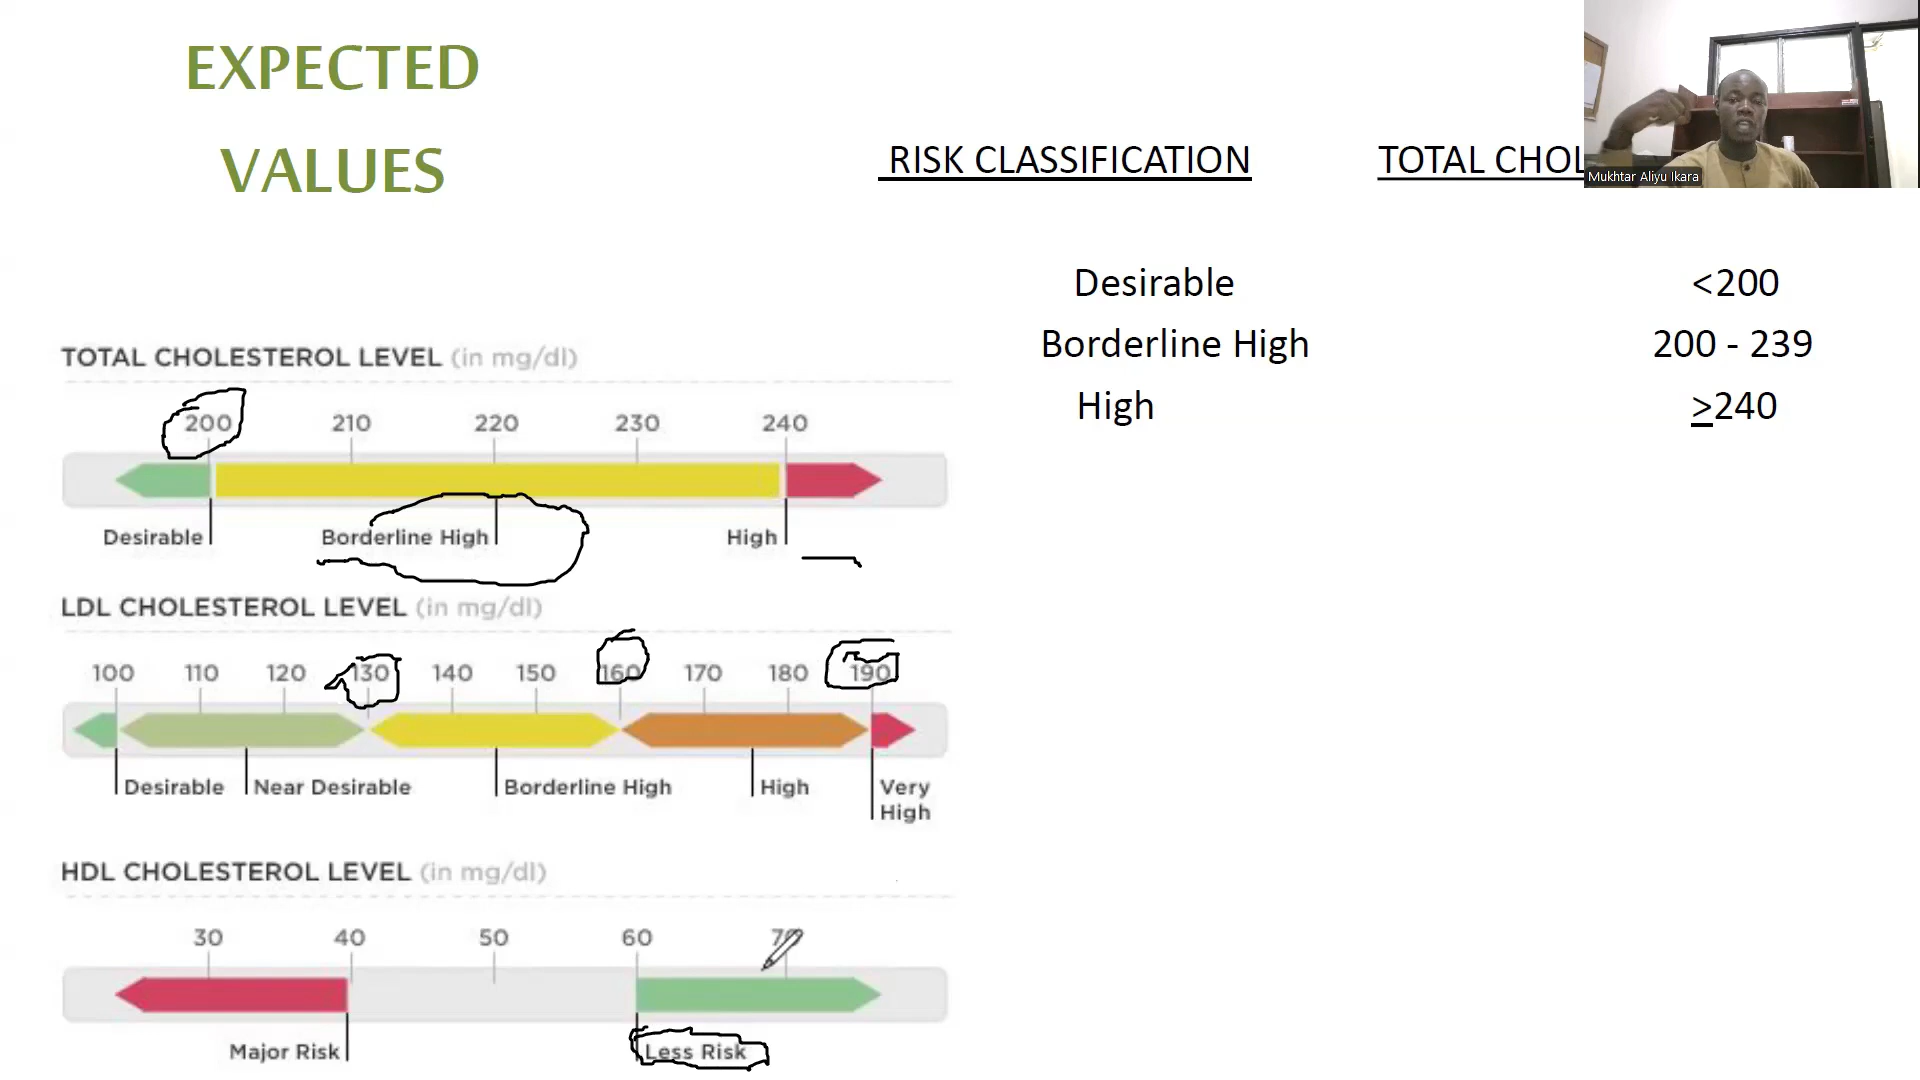 EXPECTED
VALUES
RISK CLASSIFICATION TOTAL CHOL
Mukhtar Aliyu Ikara
Desirable <200
Borderline High 200 - 239
High >240
TOTAL CHOLESTEROL LEVEL (in mg/dl)
200 210 220 230 240
Desirable Borderline High High
LDL CHOLESTEROL LEVEL (in mg/dl)
100 110 120 130 140 150 160 170 180 190
Desirable Near Desirable Borderline High High Very
High
HDL CHOLESTEROL LEVEL (in mg/dl)
30 40 50 60 70
Major Risk Less Risk